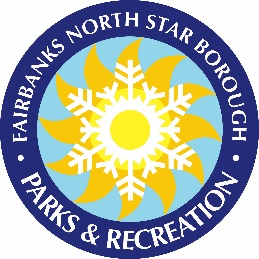 • FAIRBANKS NORTH STAR BOROUGH •
PARKS & RECREATION